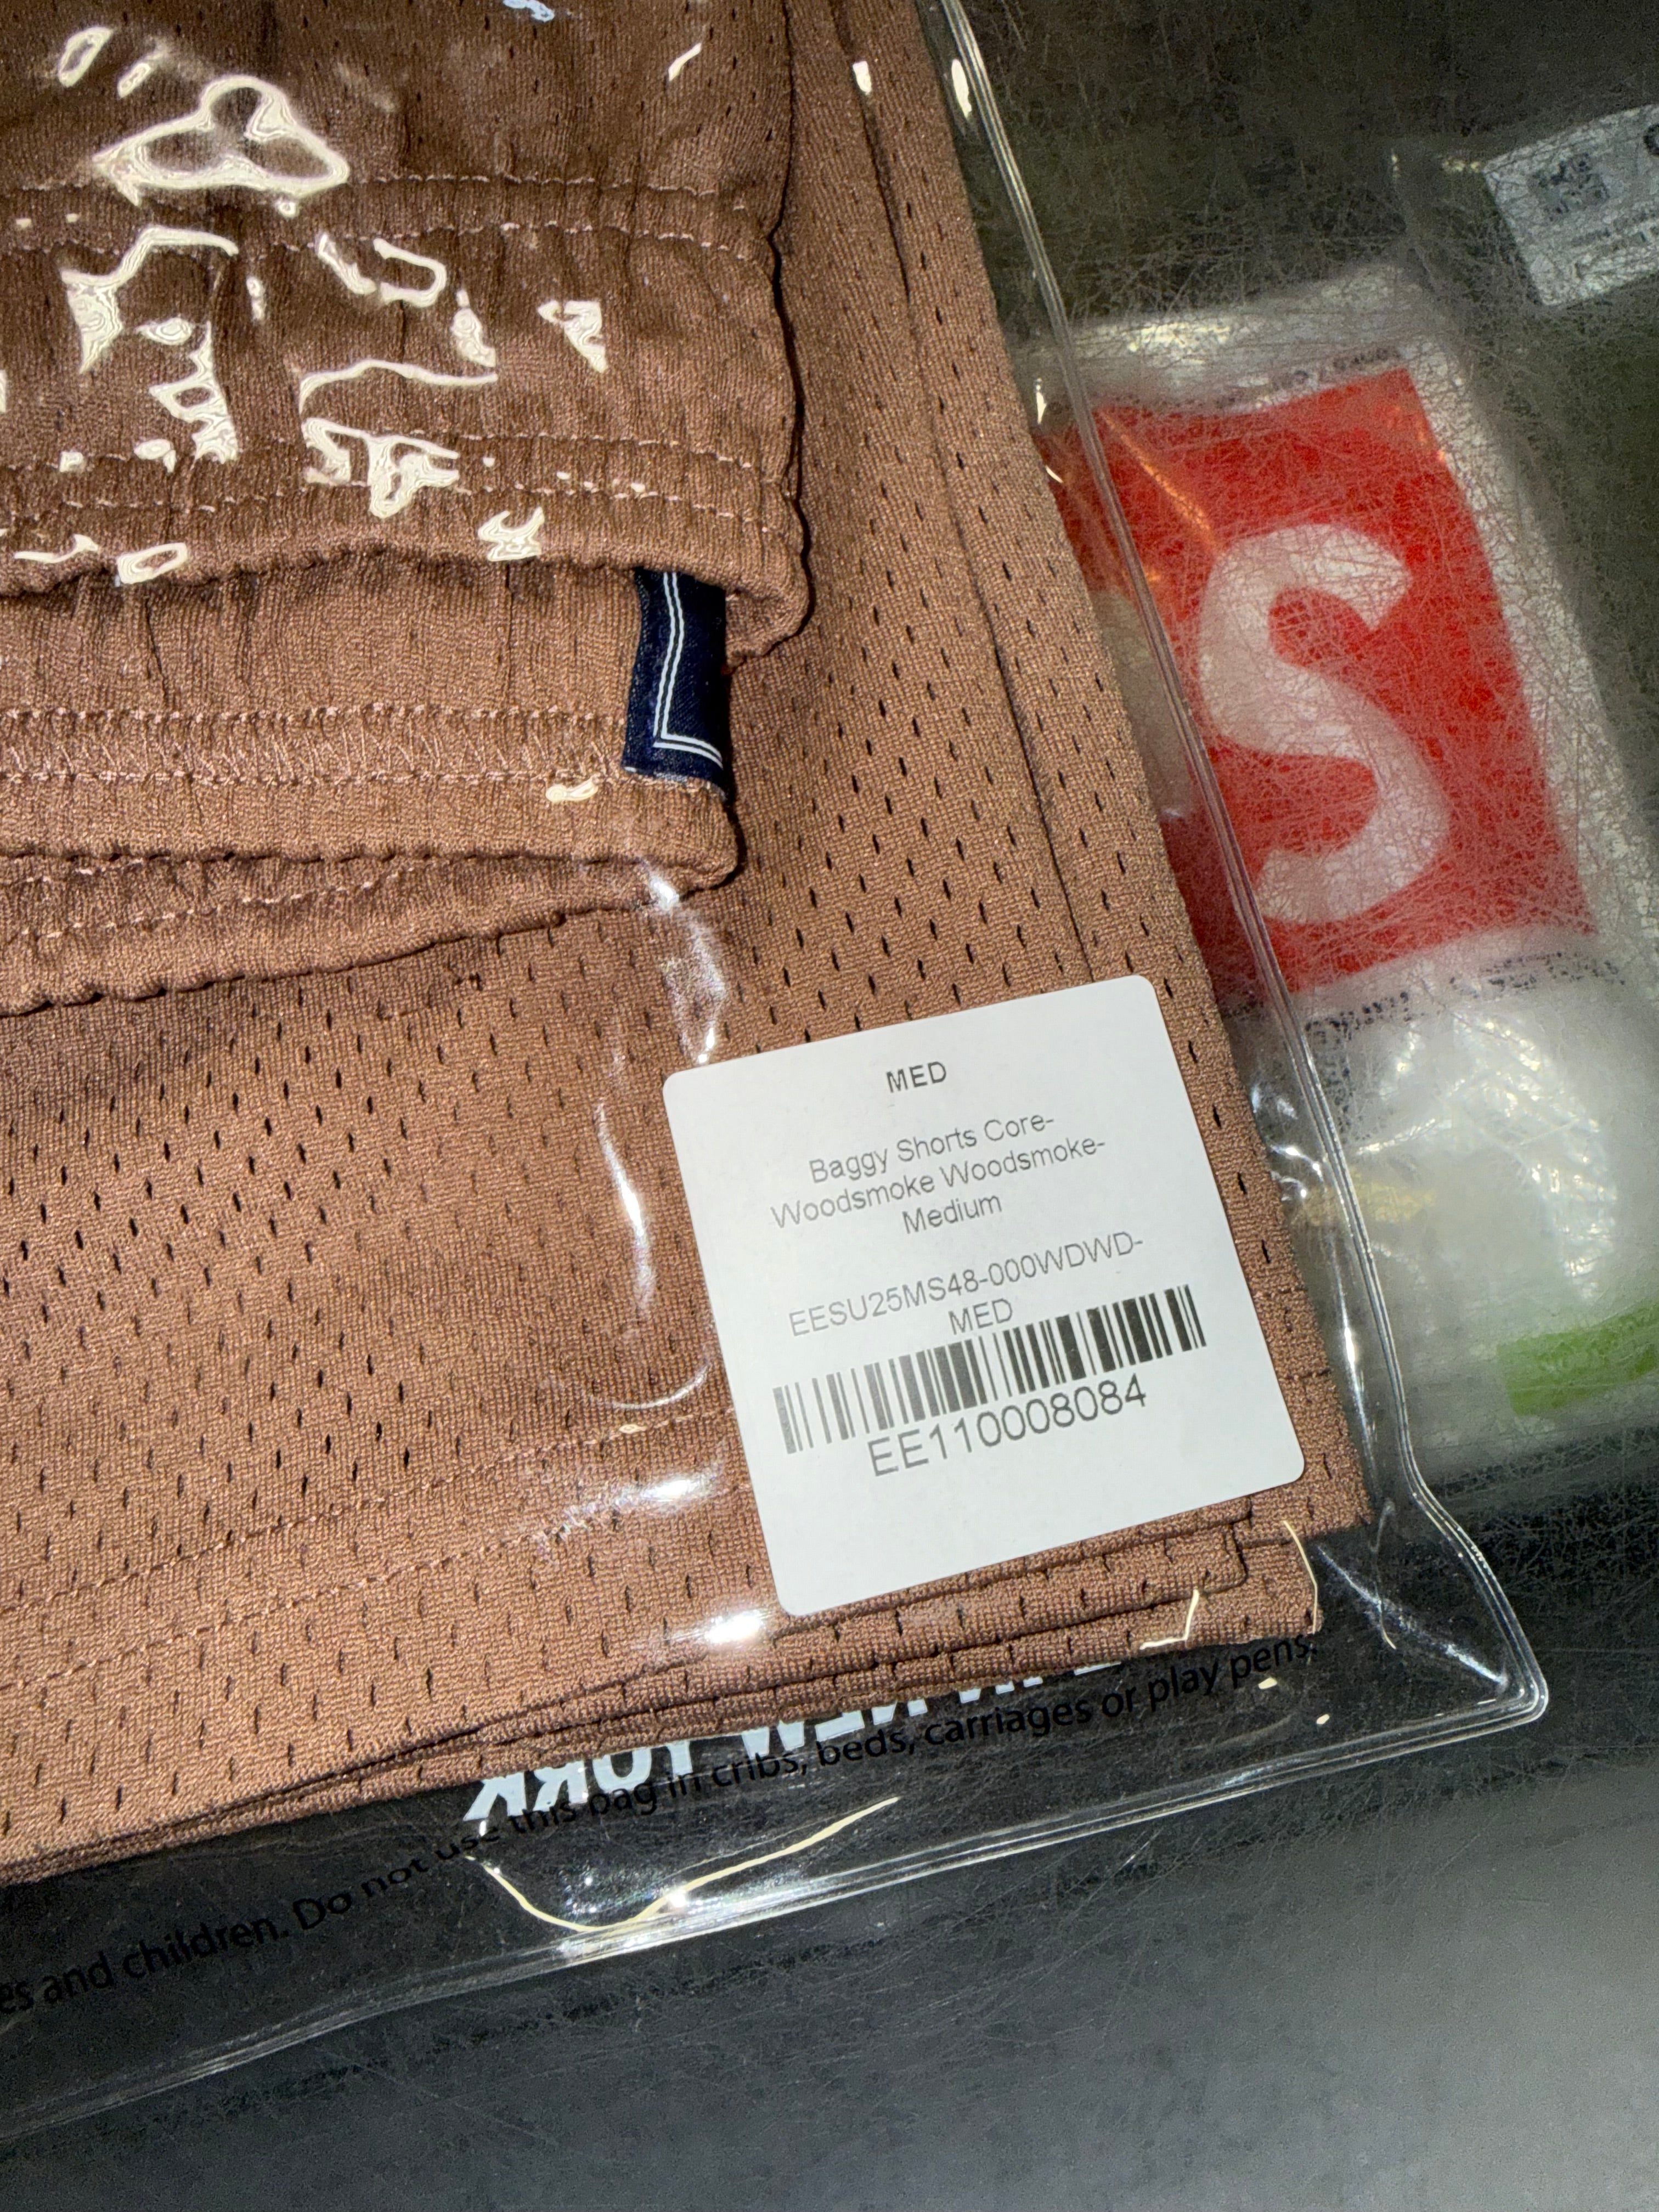 S
MED
Baggy Shorts Core-
Woodsmoke Woodsmoke-
Medium
EESU25MS48-000WDWD-
MED
EE110008084
NEW YORK
es and children. Do not use this bag in cribs, beds, carriages or play pens.